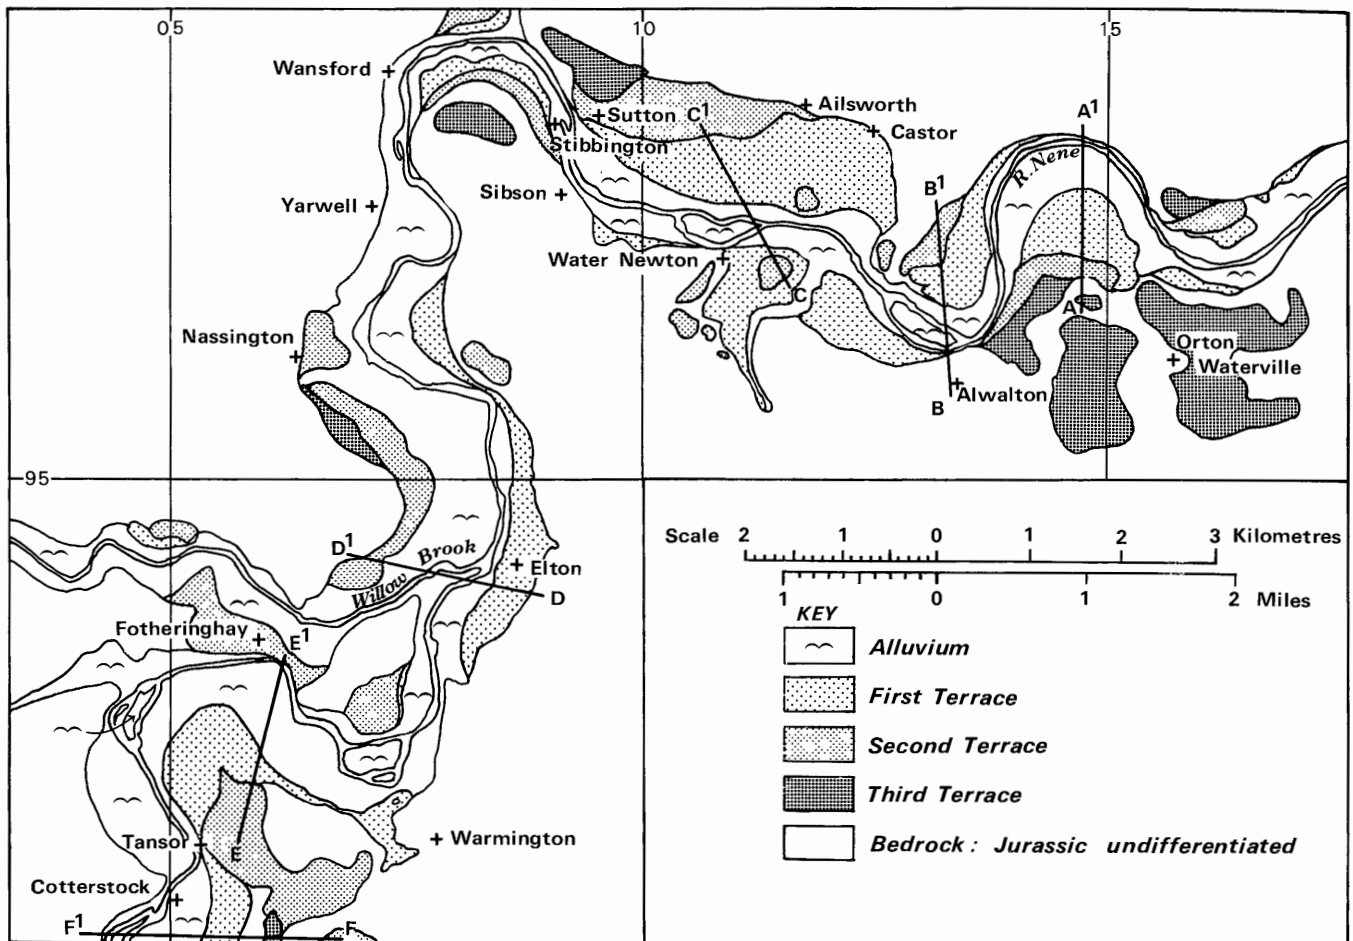 05
10
15
Wansford
Sutton
C1
Ailsworth
A1
Stibbington
Castor
R. Nene
Sibson
B1
Yarwell
Water Newton
C
A
Nassington
Orton
Waterville
Alwalton
B
95
Scale 2 1 0 1 2 3 Kilometres
1 0 1 2 Miles
D1
Willow Brook
Elton
D
KEY
Fotheringhay
E1
Alluvium
First Terrace
Second Terrace
Third Terrace
Tansor
E
Warmington
Bedrock: Jurassic undifferentiated
Cotterstock
F1
F